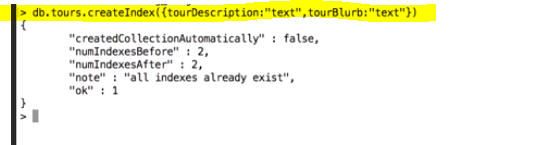 > db.tours.createIndex({tourDescription:"text",tourBlurb:"text"})
{
"createdCollectionAutomatically" : false,
"numIndexesBefore" : 2,
"numIndexesAfter" : 2,
"note" : "all indexes already exist",
"ok" : 1
}
>